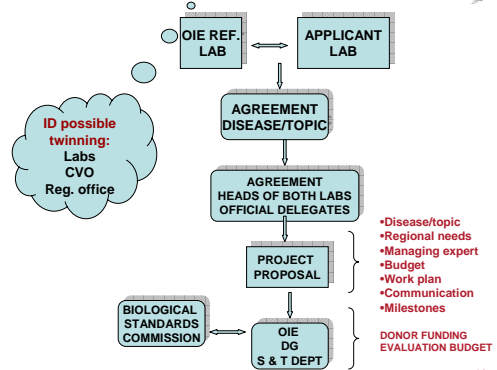 OIE REF.
LAB
APPLICANT
LAB
AGREEMENT
DISEASE/TOPIC
ID possible
twinning:
Labs
CVO
Reg. office
AGREEMENT
HEADS OF BOTH LABS
OFFICIAL DELEGATES
PROJECT
PROPOSAL
•Disease/topic
•Regional needs
•Managing expert
•Budget
•Work plan
•Communication
•Milestones
BIOLOGICAL
STANDARDS
COMMISSION
OIE
DG
S & T DEPT
DONOR FUNDING
EVALUATION BUDGET